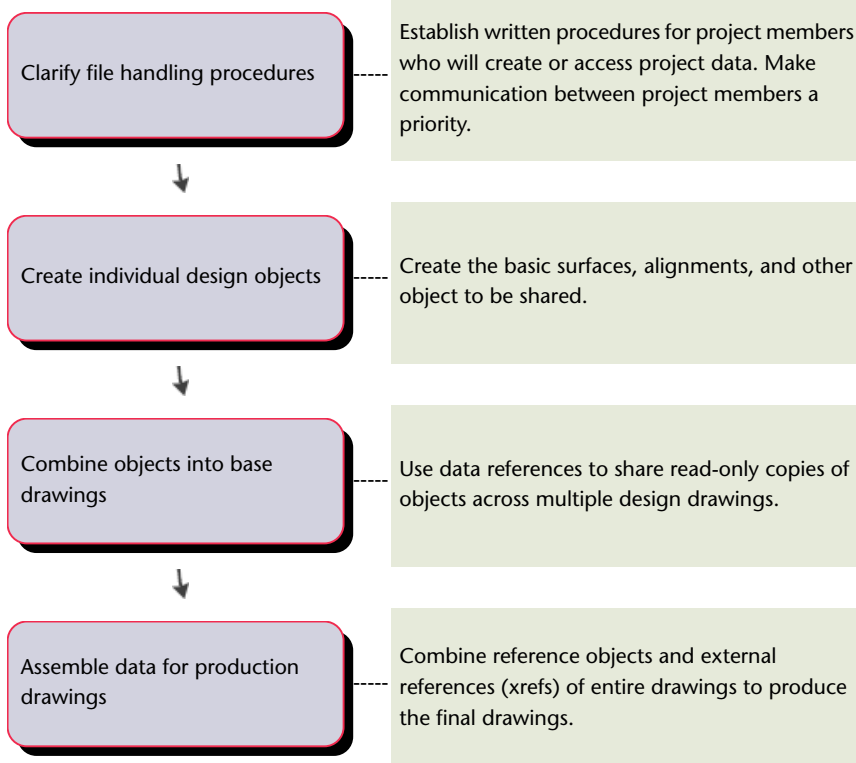 Clarify file handling procedures
Establish written procedures for project members
who will create or access project data. Make
communication between project members a
priority.
Create individual design objects
Create the basic surfaces, alignments, and other
object to be shared.
Combine objects into base
drawings
Use data references to share read-only copies of
objects across multiple design drawings.
Assemble data for production
drawings
Combine reference objects and external
references (xrefs) of entire drawings to produce
the final drawings.